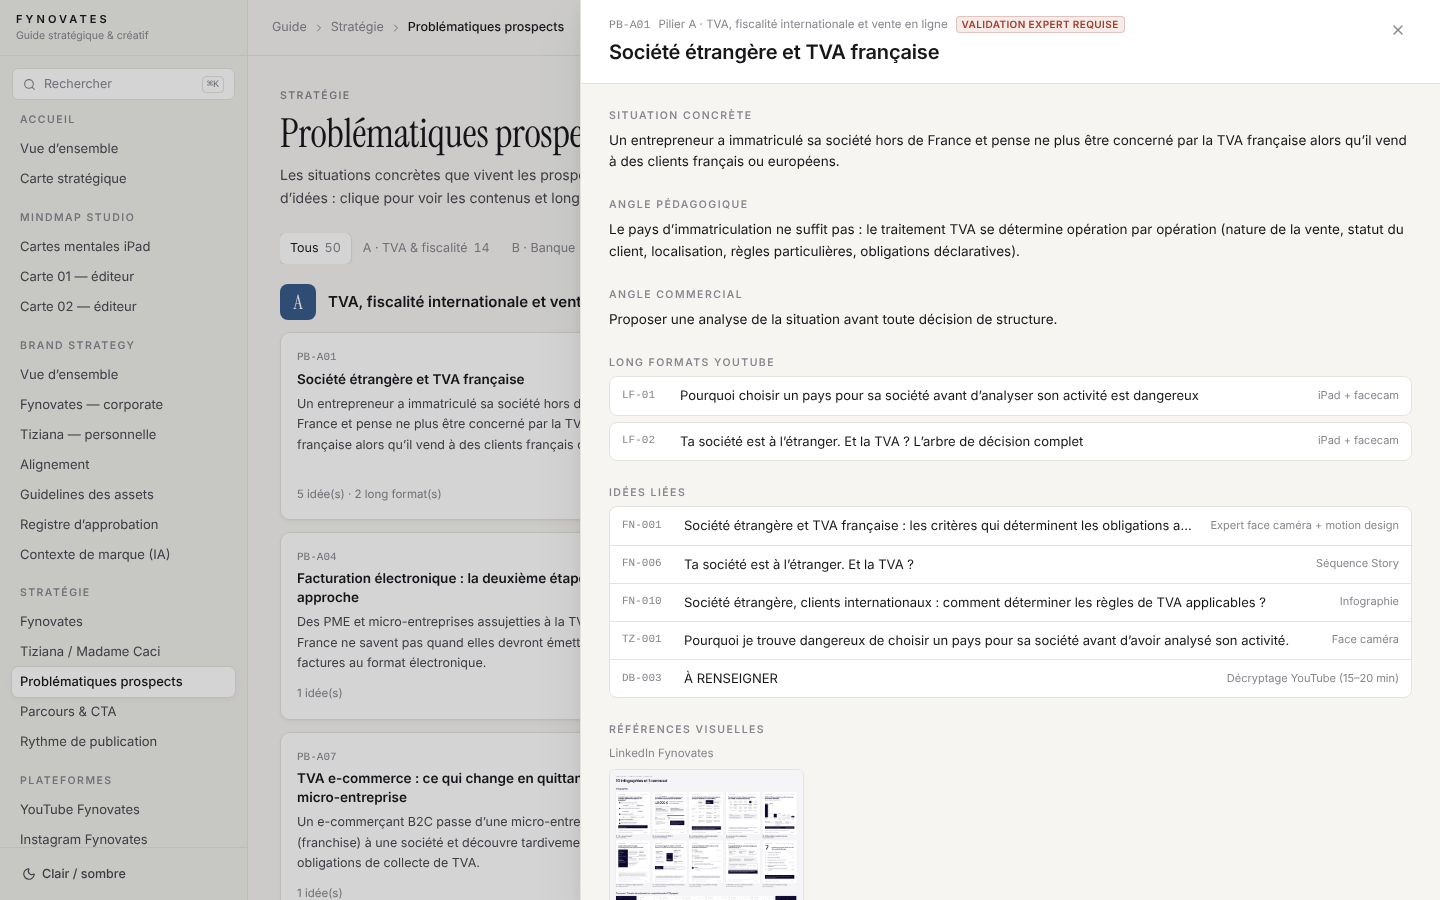 FYNOVATES
Guide stratégique & créatif
Rechercher
⌘K
ACCUEIL
Vue d’ensemble
Carte stratégique
MINDMAP STUDIO
Cartes mentales iPad
Carte 01 — éditeur
Carte 02 — éditeur
BRAND STRATEGY
Vue d’ensemble
Fynovates — corporate
Tiziana — personnelle
Alignement
Guidelines des assets
Registre d’approbation
Contexte de marque (IA)
STRATÉGIE
Fynovates
Tiziana / Madame Caci
Problématiques prospects
Parcours & CTA
Rythme de publication
PLATEFORMES
YouTube Fynovates
Instagram Fynovates
Clair / sombre
Guide › Stratégie › Problématiques prospects
STRATÉGIE
Problématiques prospe
Les situations concrètes que vivent les prosp
d’idées : clique pour voir les contenus et long
Tous 50 A · TVA & fiscalité 14 B · Banque
A TVA, fiscalité internationale et vent
PB-A01
Société étrangère et TVA française
Un entrepreneur a immatriculé sa société hors d
France et pense ne plus être concerné par la TV
française alors qu’il vend à des clients français o
5 idée(s) · 2 long format(s)
PB-A04
Facturation électronique : la deuxième étap
approche
Des PME et micro-entreprises assujetties à la TV
France ne savent pas quand elles devront émett
factures au format électronique.
1 idée(s)
PB-A07
TVA e-commerce : ce qui change en quittan
micro-entreprise
Un e-commerçant B2C passe d’une micro-entre
(franchise) à une société et découvre tardiveme
obligations de collecte de TVA.
1 idée(s)
PB-A01 Pilier A · TVA, fiscalité internationale et vente en ligne VALIDATION EXPERT REQUISE
Société étrangère et TVA française
SITUATION CONCRÈTE
Un entrepreneur a immatriculé sa société hors de France et pense ne plus être concerné par la TVA française alors qu’il vend
à des clients français ou européens.
ANGLE PÉDAGOGIQUE
Le pays d’immatriculation ne suffit pas : le traitement TVA se détermine opération par opération (nature de la vente, statut du
client, localisation, règles particulières, obligations déclaratives).
ANGLE COMMERCIAL
Proposer une analyse de la situation avant toute décision de structure.
LONG FORMATS YOUTUBE
LF-01 Pourquoi choisir un pays pour sa société avant d’analyser son activité est dangereux iPad + facecam
LF-02 Ta société est à l’étranger. Et la TVA ? L’arbre de décision complet iPad + facecam
IDÉES LIÉES
FN-001 Société étrangère et TVA française : les critères qui déterminent les obligations a… Expert face caméra + motion design
FN-006 Ta société est à l’étranger. Et la TVA ? Séquence Story
FN-010 Société étrangère, clients internationaux : comment déterminer les règles de TVA applicables ? Infographie
TZ-001 Pourquoi je trouve dangereux de choisir un pays pour sa société avant d’avoir analysé son activité. Face caméra
DB-003 À RENSEIGNER Décryptage YouTube (15–20 min)
RÉFÉRENCES VISUELLES
LinkedIn Fynovates